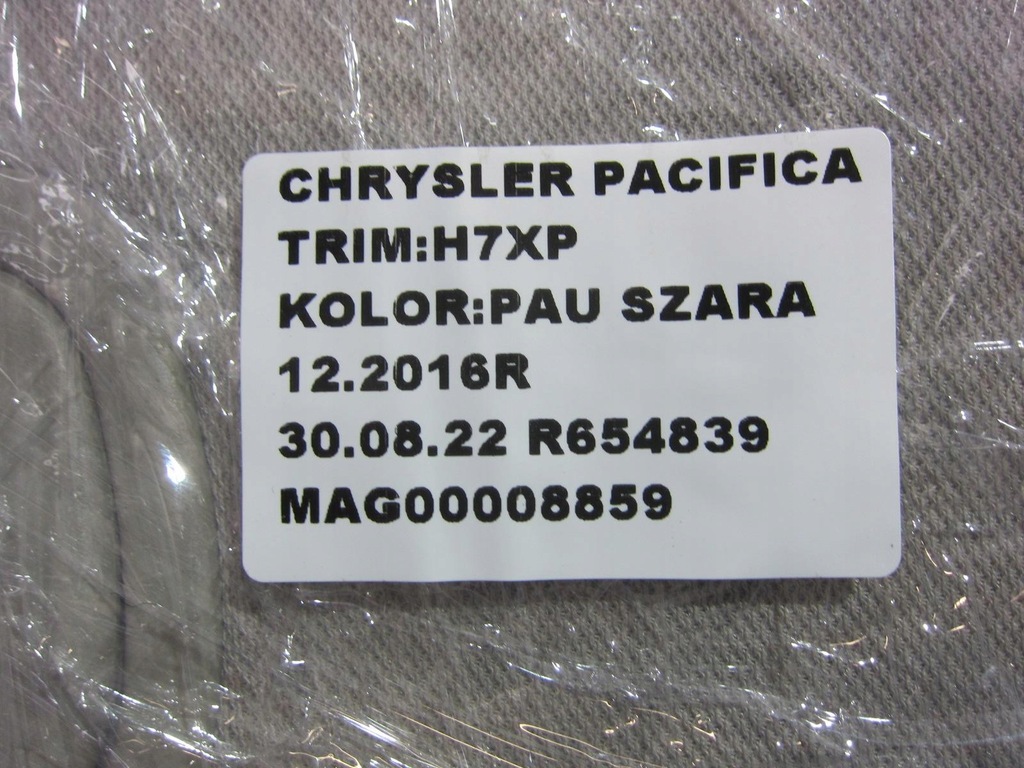 CHRYSLER PACIFICA
TRIM:H7XP
KOLOR:PAU SZARA
12.2016R
30.08.22 R654839
MAG00008859